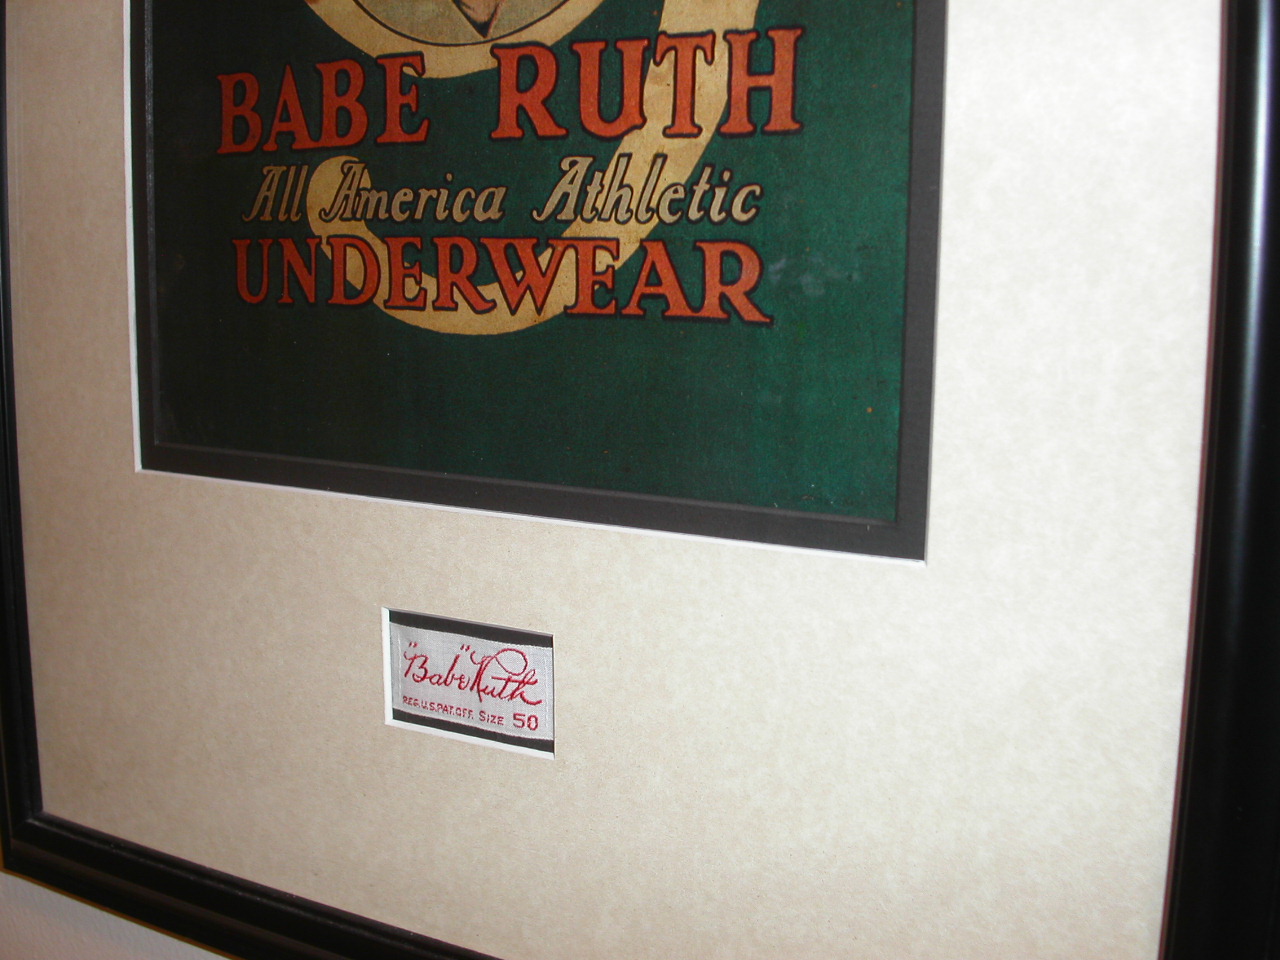 BABE RUTH
All America Athletic
UNDERWEAR
"Babe" Ruth
REG. U.S. PAT. OFF. SIZE 50